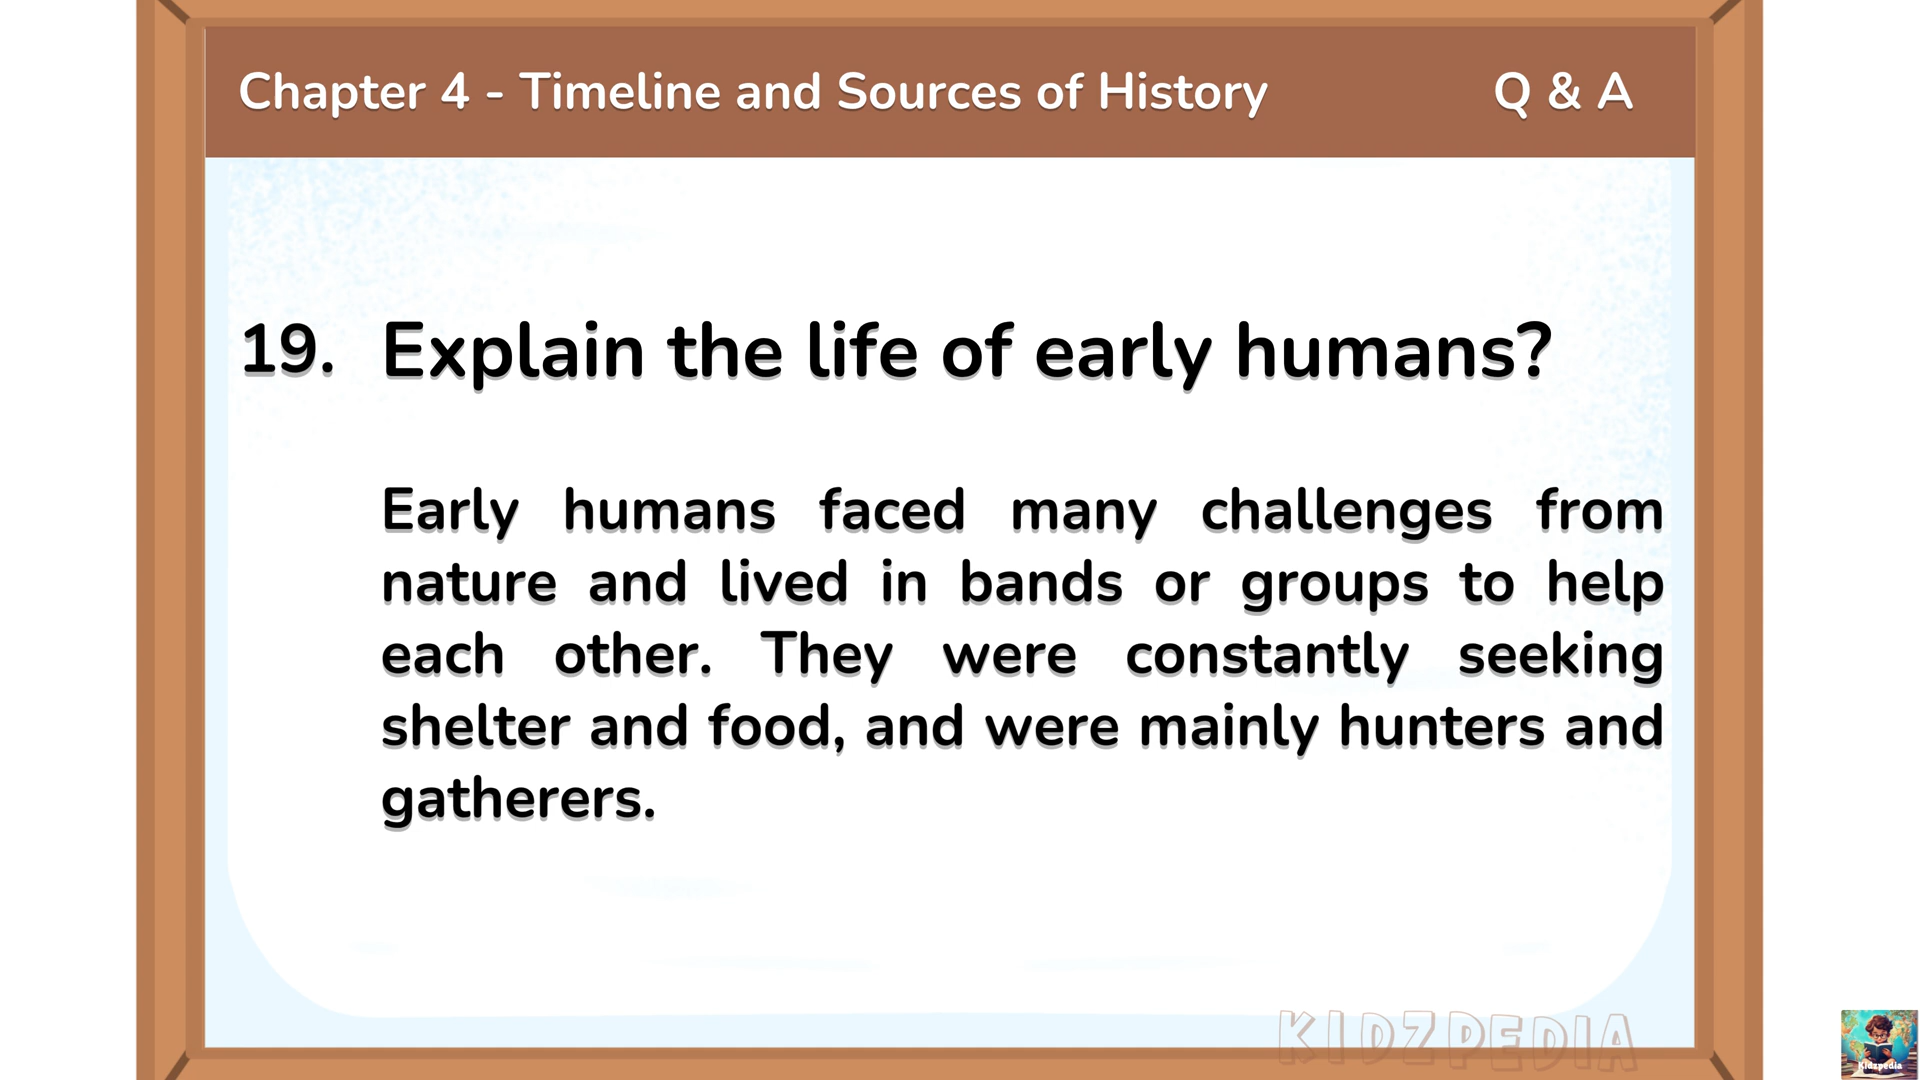 Chapter 4 - Timeline and Sources of History Q & A
19. Explain the life of early humans?
Early humans faced many challenges from
nature and lived in bands or groups to help
each other. They were constantly seeking
shelter and food, and were mainly hunters and
gatherers.
KIDZPEDIA
Kidzpedia